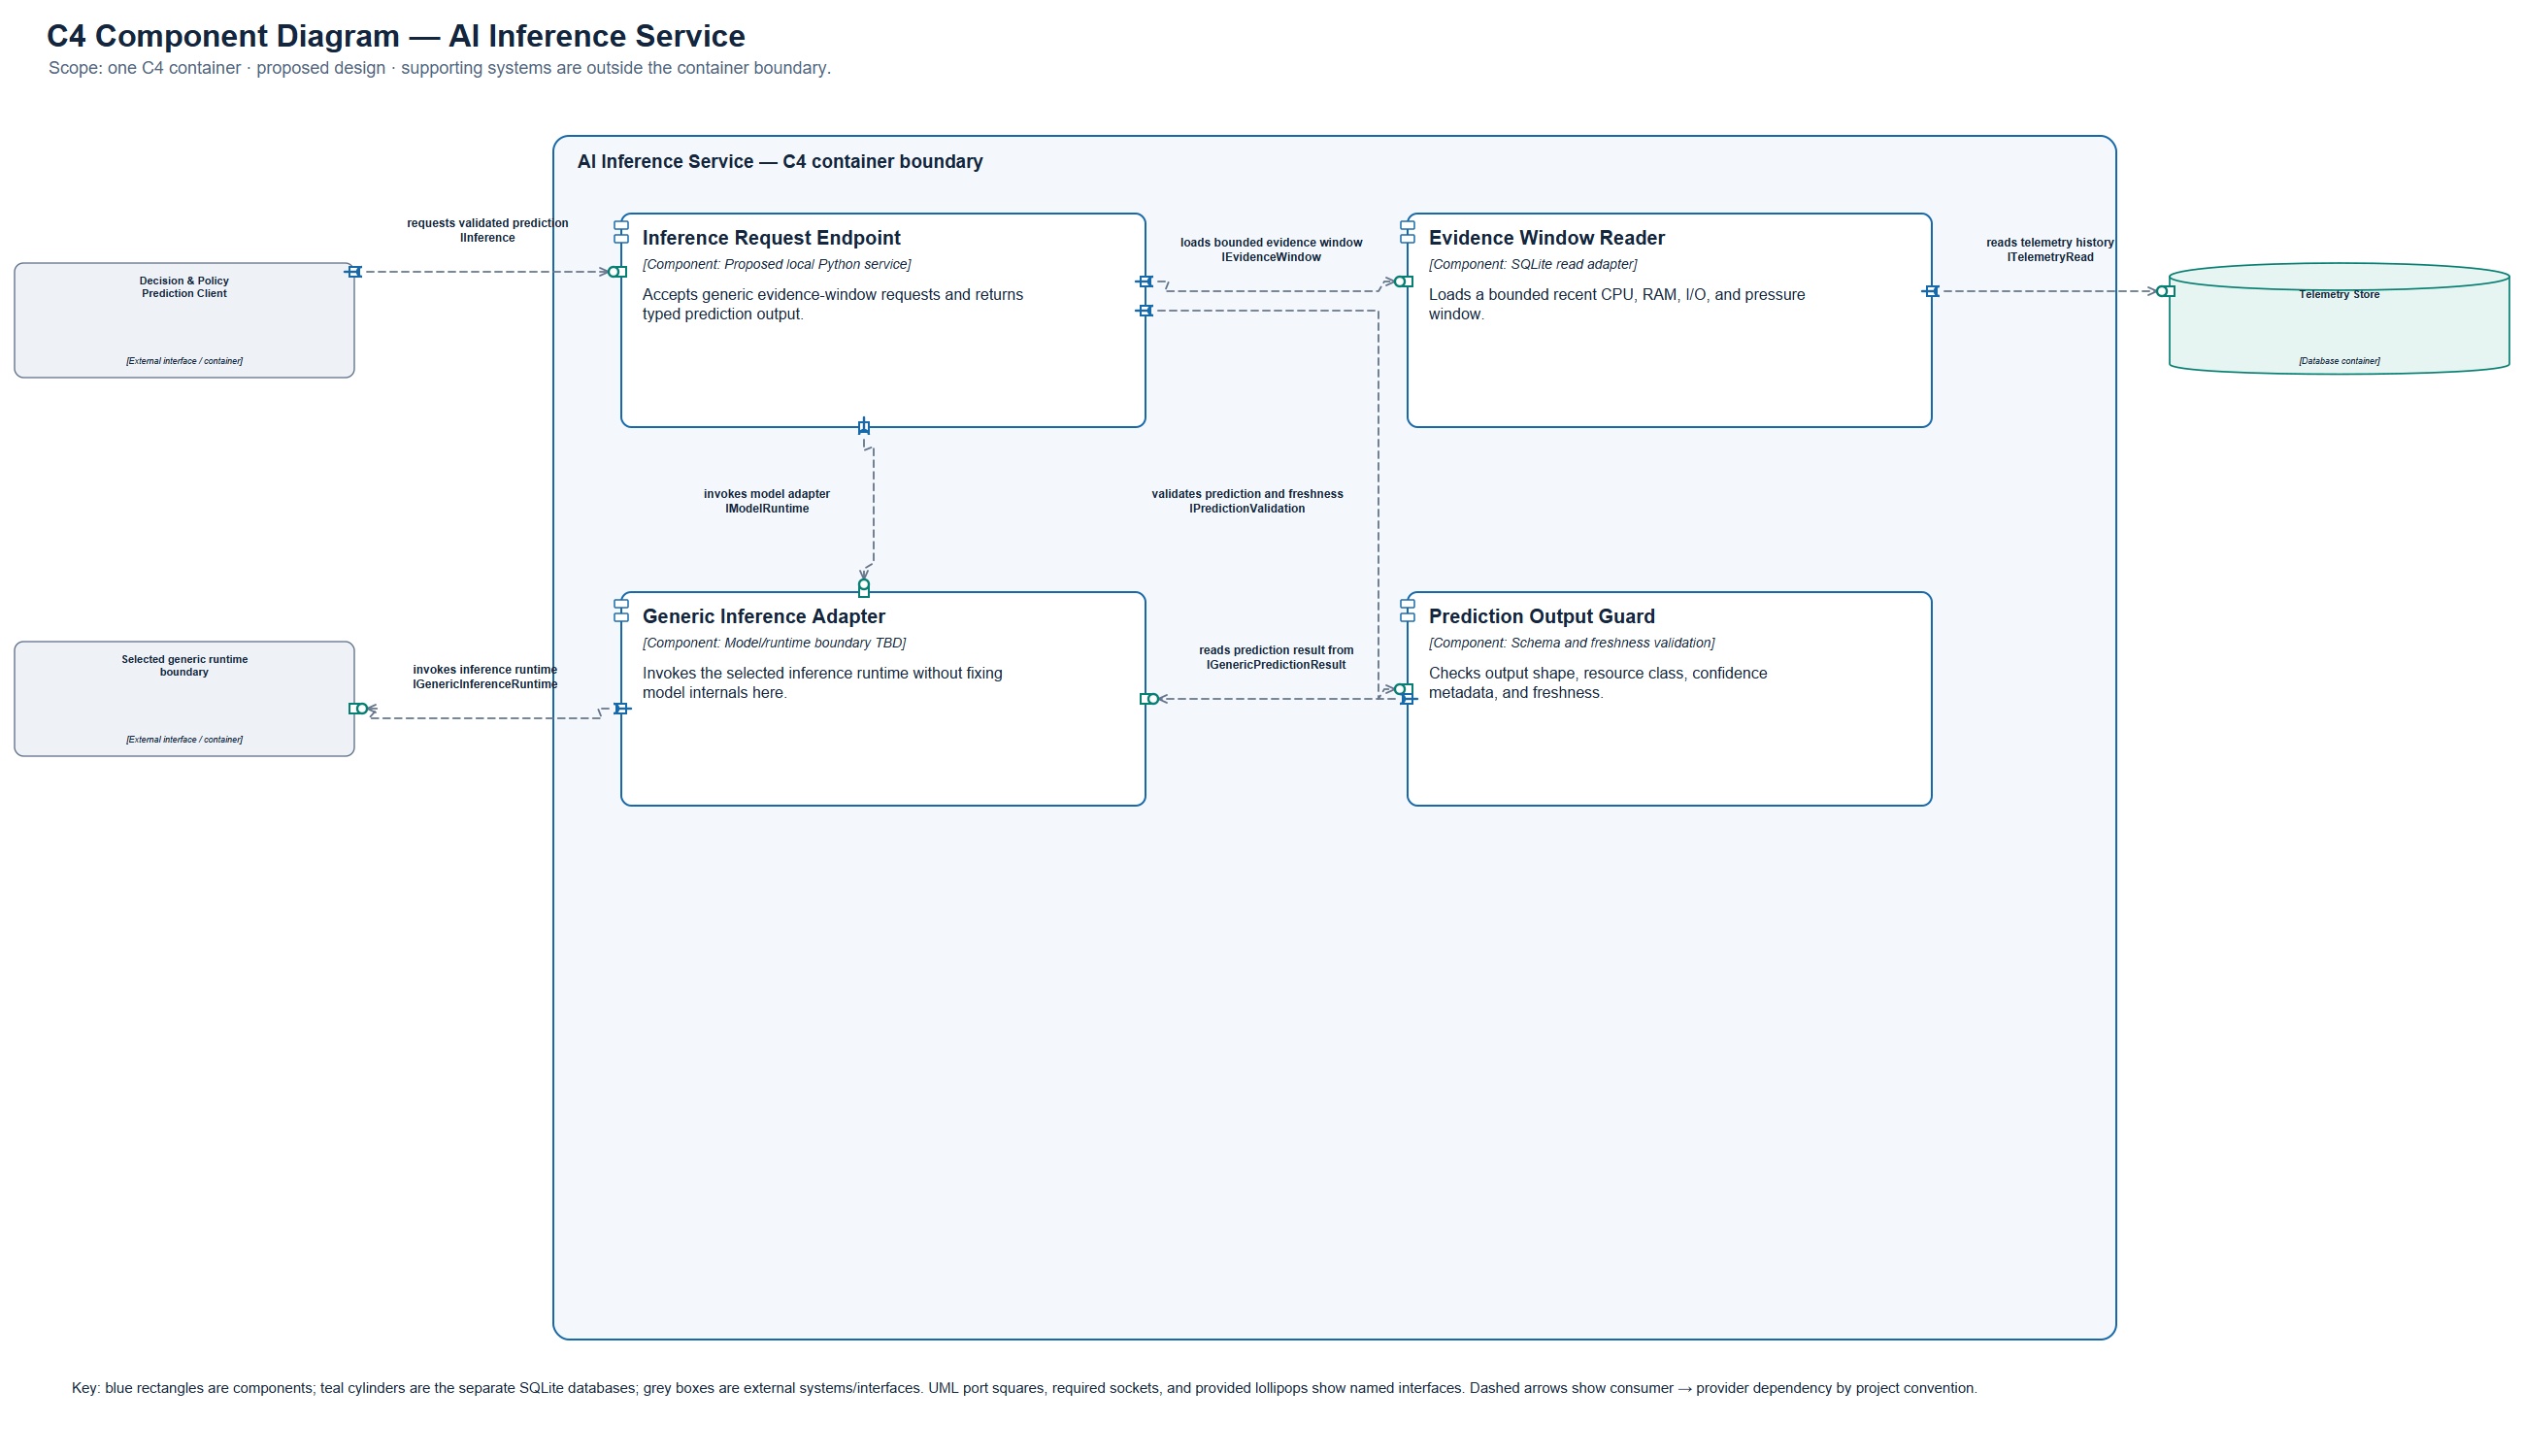 C4 Component Diagram — AI Inference Service
Scope: one C4 container · proposed design · supporting systems are outside the container boundary.
AI Inference Service — C4 container boundary
requests validated prediction
IInference
Decision & Policy
Prediction Client
[External interface / container]
Inference Request Endpoint
[Component: Proposed local Python service]
Accepts generic evidence-window requests and returns
typed prediction output.
loads bounded evidence window
IEvidenceWindow
Evidence Window Reader
[Component: SQLite read adapter]
Loads a bounded recent CPU, RAM, I/O, and pressure
window.
reads telemetry history
ITelemetryRead
Telemetry Store
[Database container]
invokes model adapter
IModelRuntime
validates prediction and freshness
IPredictionValidation
Selected generic runtime
boundary
[External interface / container]
invokes inference runtime
IGenericInferenceRuntime
Generic Inference Adapter
[Component: Model/runtime boundary TBD]
Invokes the selected inference runtime without fixing
model internals here.
reads prediction result from
IGenericPredictionResult
Prediction Output Guard
[Component: Schema and freshness validation]
Checks output shape, resource class, confidence
metadata, and freshness.
Key: blue rectangles are components; teal cylinders are the separate SQLite databases; grey boxes are external systems/interfaces. UML port squares, required sockets, and provided lollipops show named interfaces. Dashed arrows show consumer → provider dependency by project convention.